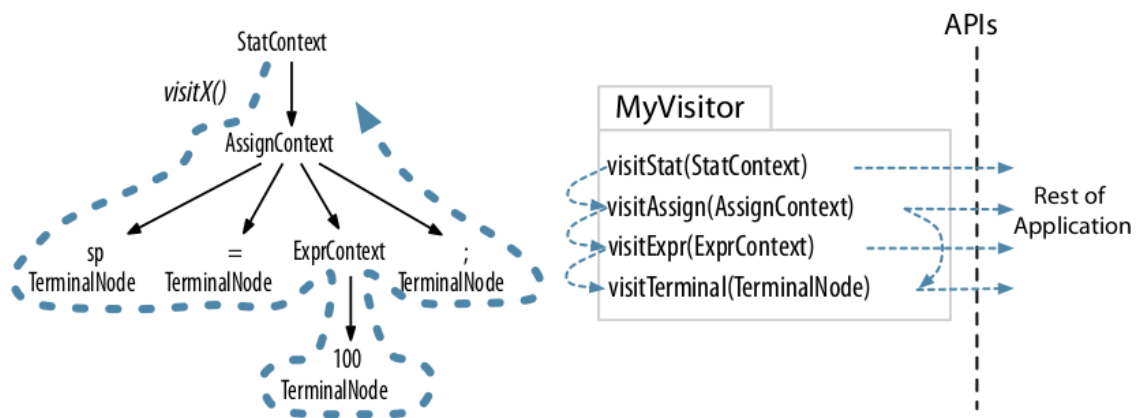 StatContext
visitX()
AssignContext
sp
TerminalNode
=
TerminalNode
ExprContext
;
TerminalNode
100
TerminalNode
APIs
MyVisitor
visitStat(StatContext)
visitAssign(AssignContext)
visitExpr(ExprContext)
visitTerminal(TerminalNode)
Rest of
Application